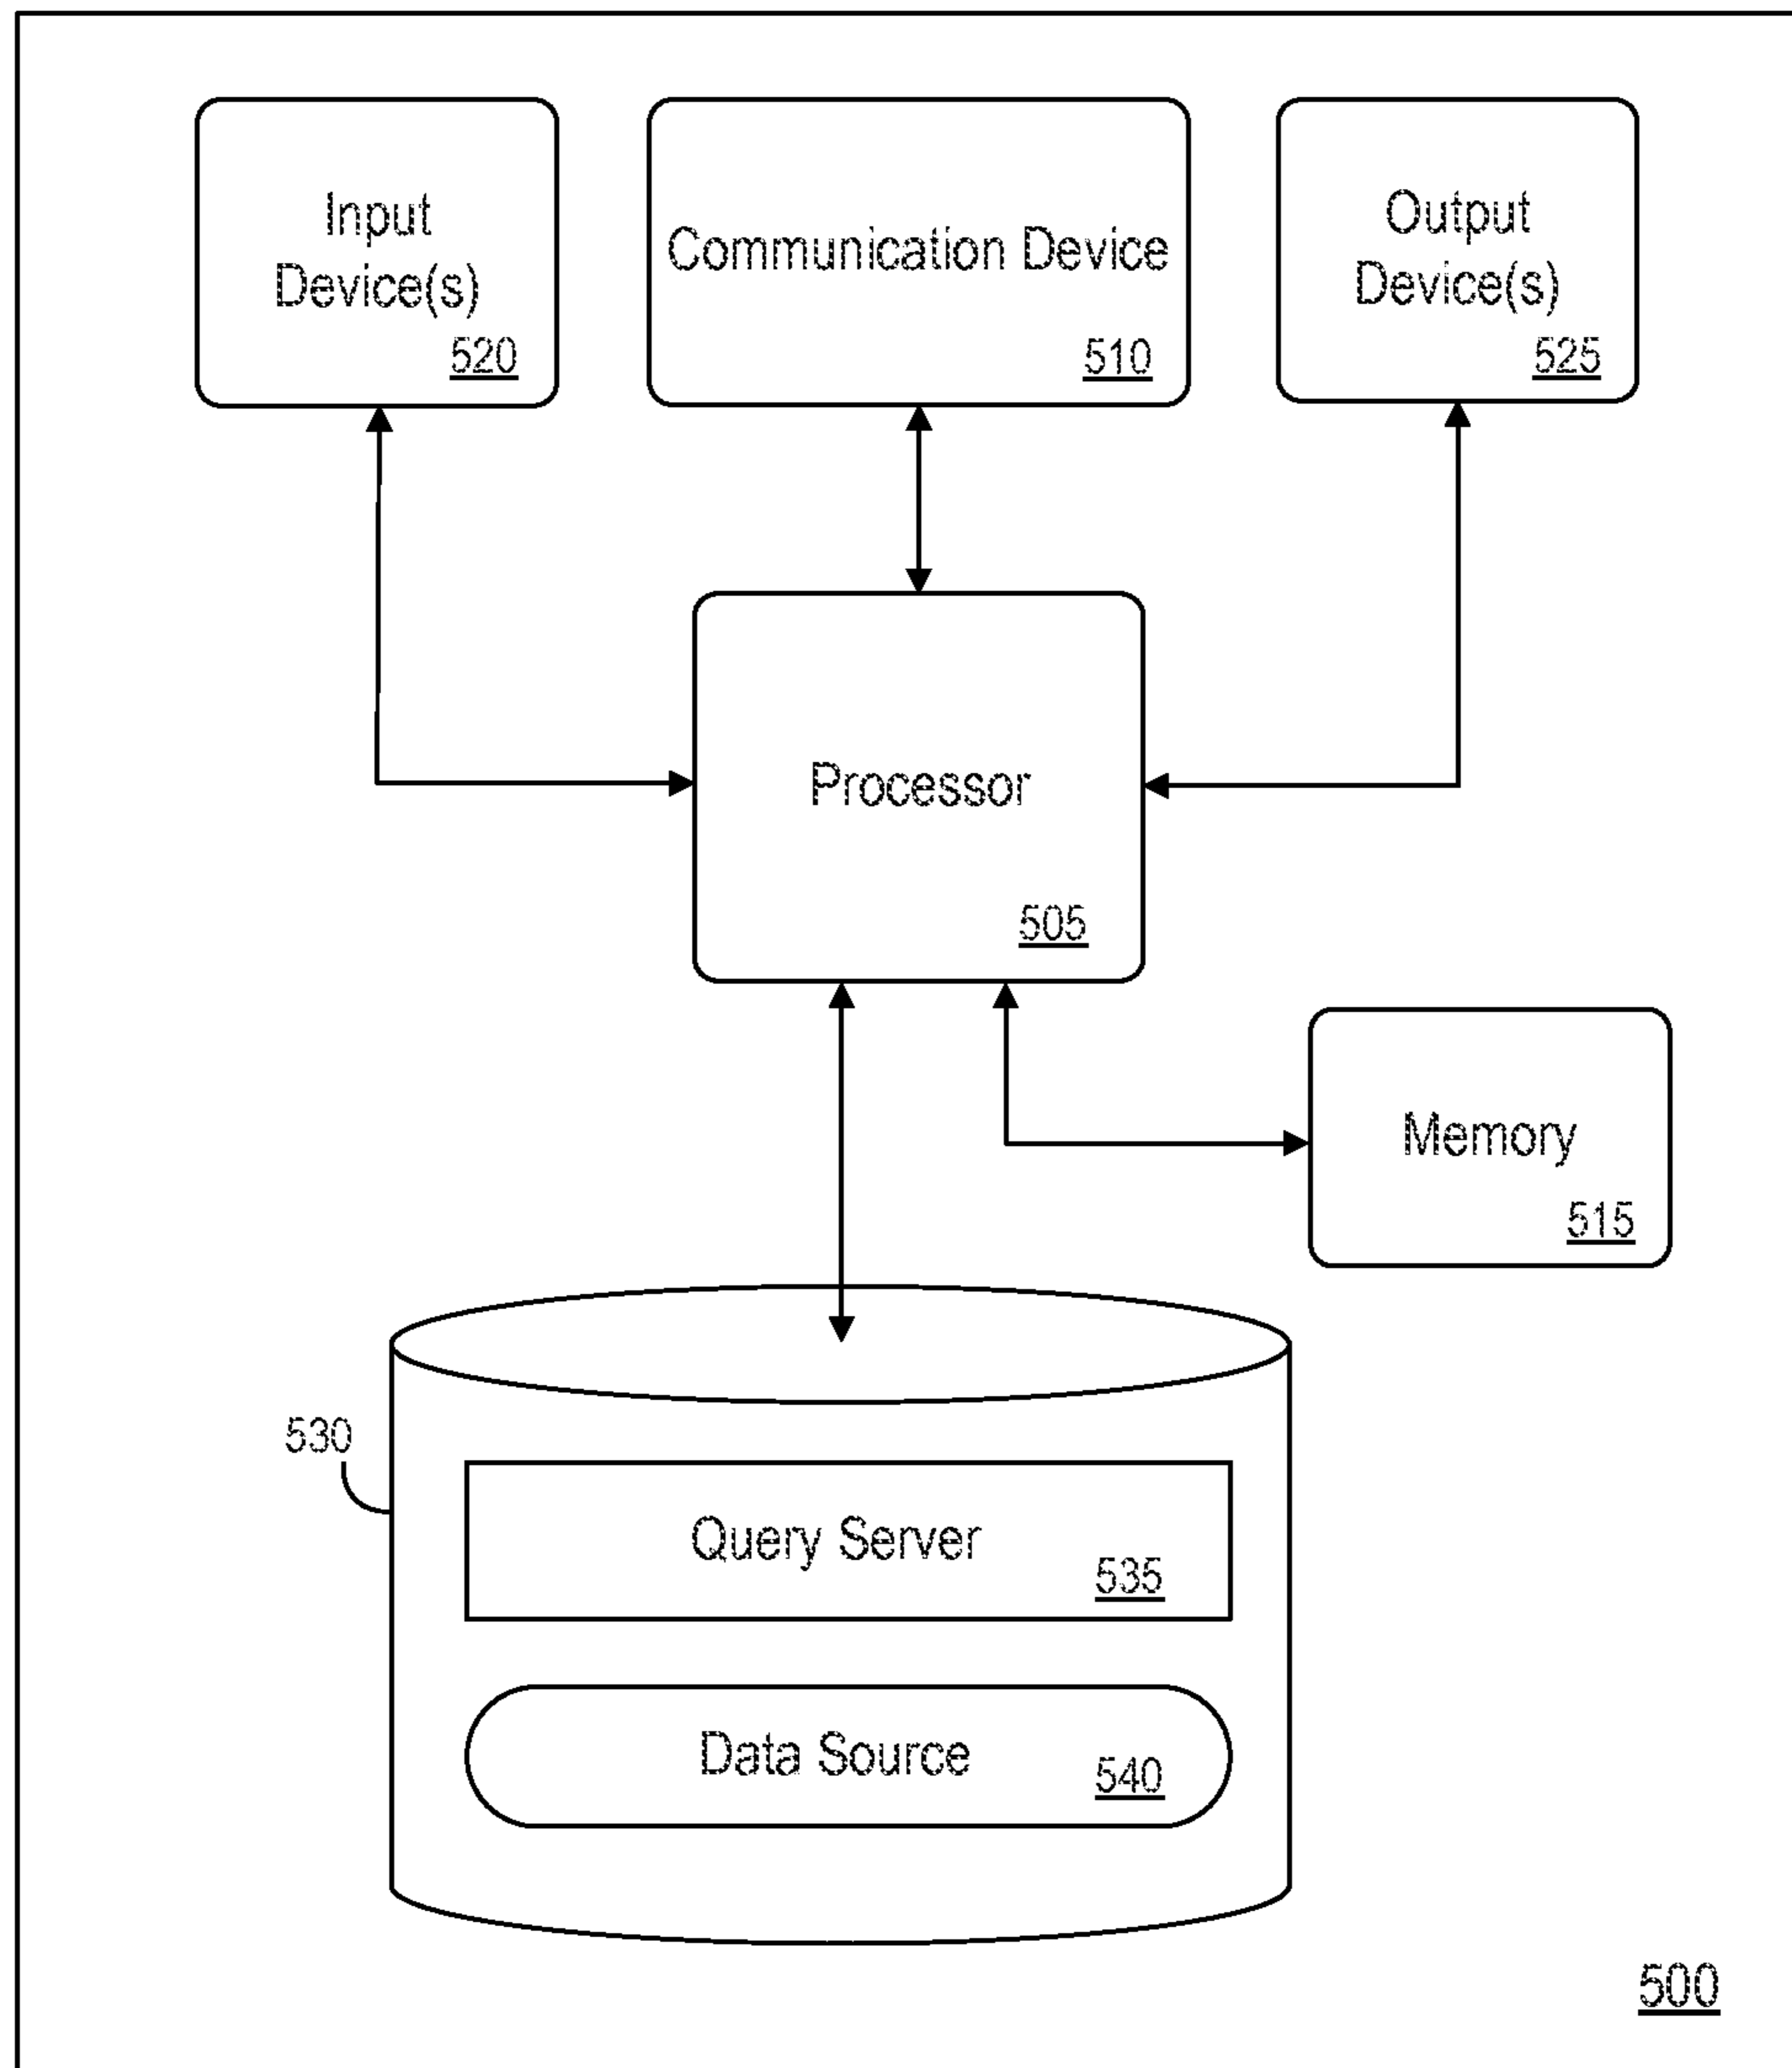 Input
Device(s)
520
Communication Device
510
Output
Device(s)
525
Processor
505
Memory
515
530
Query Server
535
Data Source
540
500